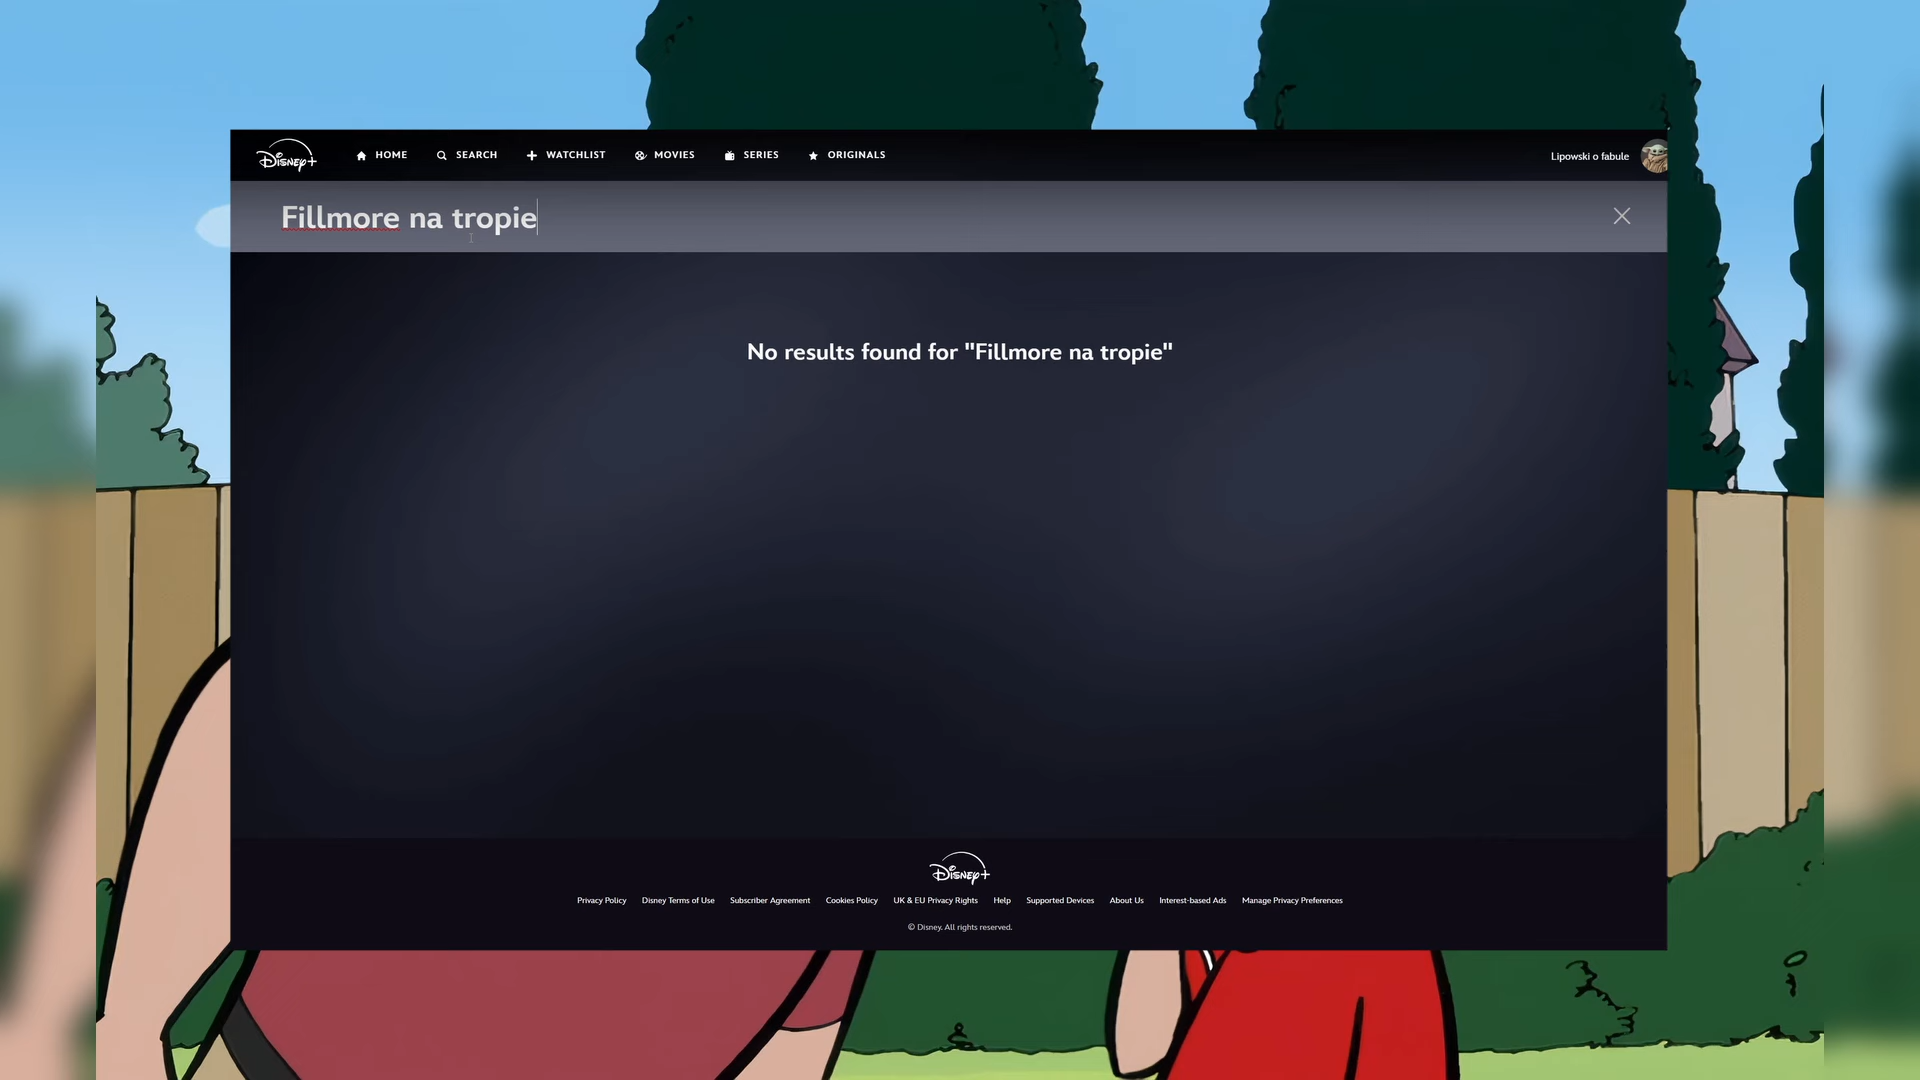 Disney+ HOME SEARCH WATCHLIST MOVIES SERIES ORIGINALS Lipowski o fabule
Fillmore na tropie
No results found for "Fillmore na tropie"
Disney+
Privacy Policy Disney Terms of Use Subscriber Agreement Cookies Policy UK & EU Privacy Rights Help Supported Devices About Us Interest-based Ads Manage Privacy Preferences
© Disney. All rights reserved.